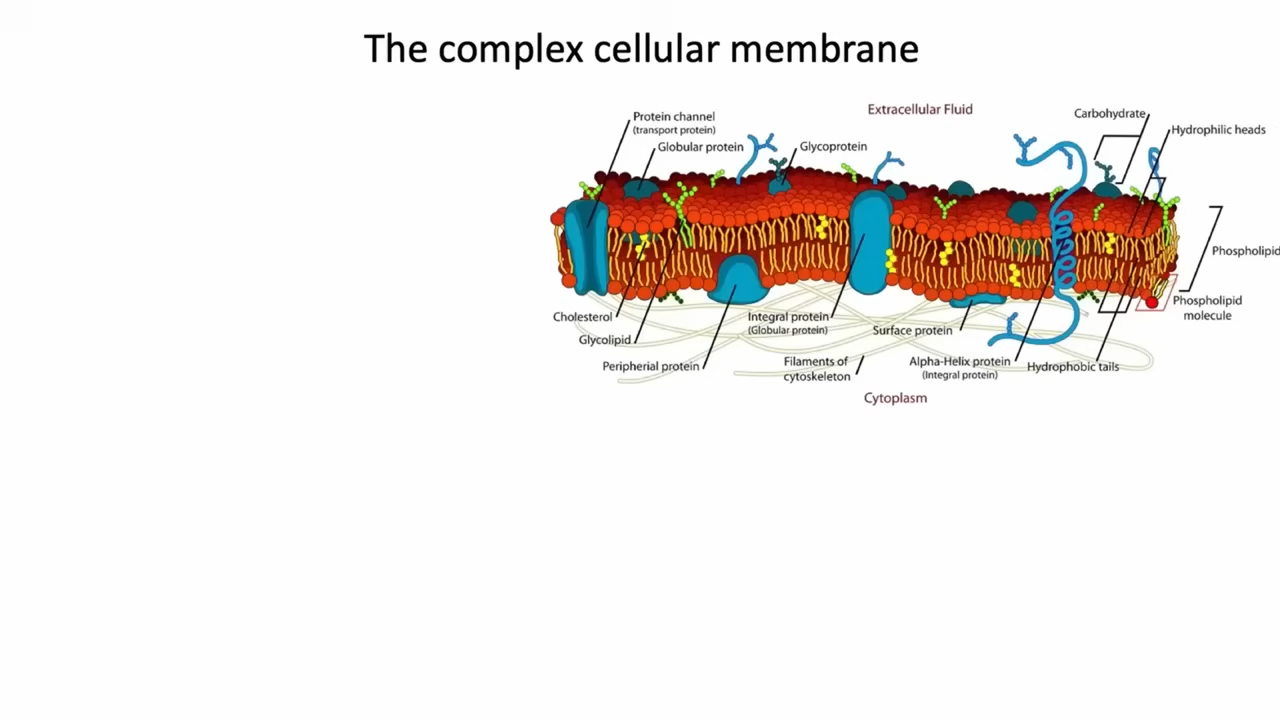 The complex cellular membrane
Extracellular Fluid
Protein channel
(transport protein)
Globular protein
Glycoprotein
Carbohydrate
Hydrophilic heads
Phospholipid
Phospholipid
molecule
Cholesterol
Glycolipid
Peripherial protein
Integral protein
(Globular protein)
Filaments of
cytoskeleton
Surface protein
Alpha-Helix protein
(Integral protein)
Hydrophobic tails
Cytoplasm